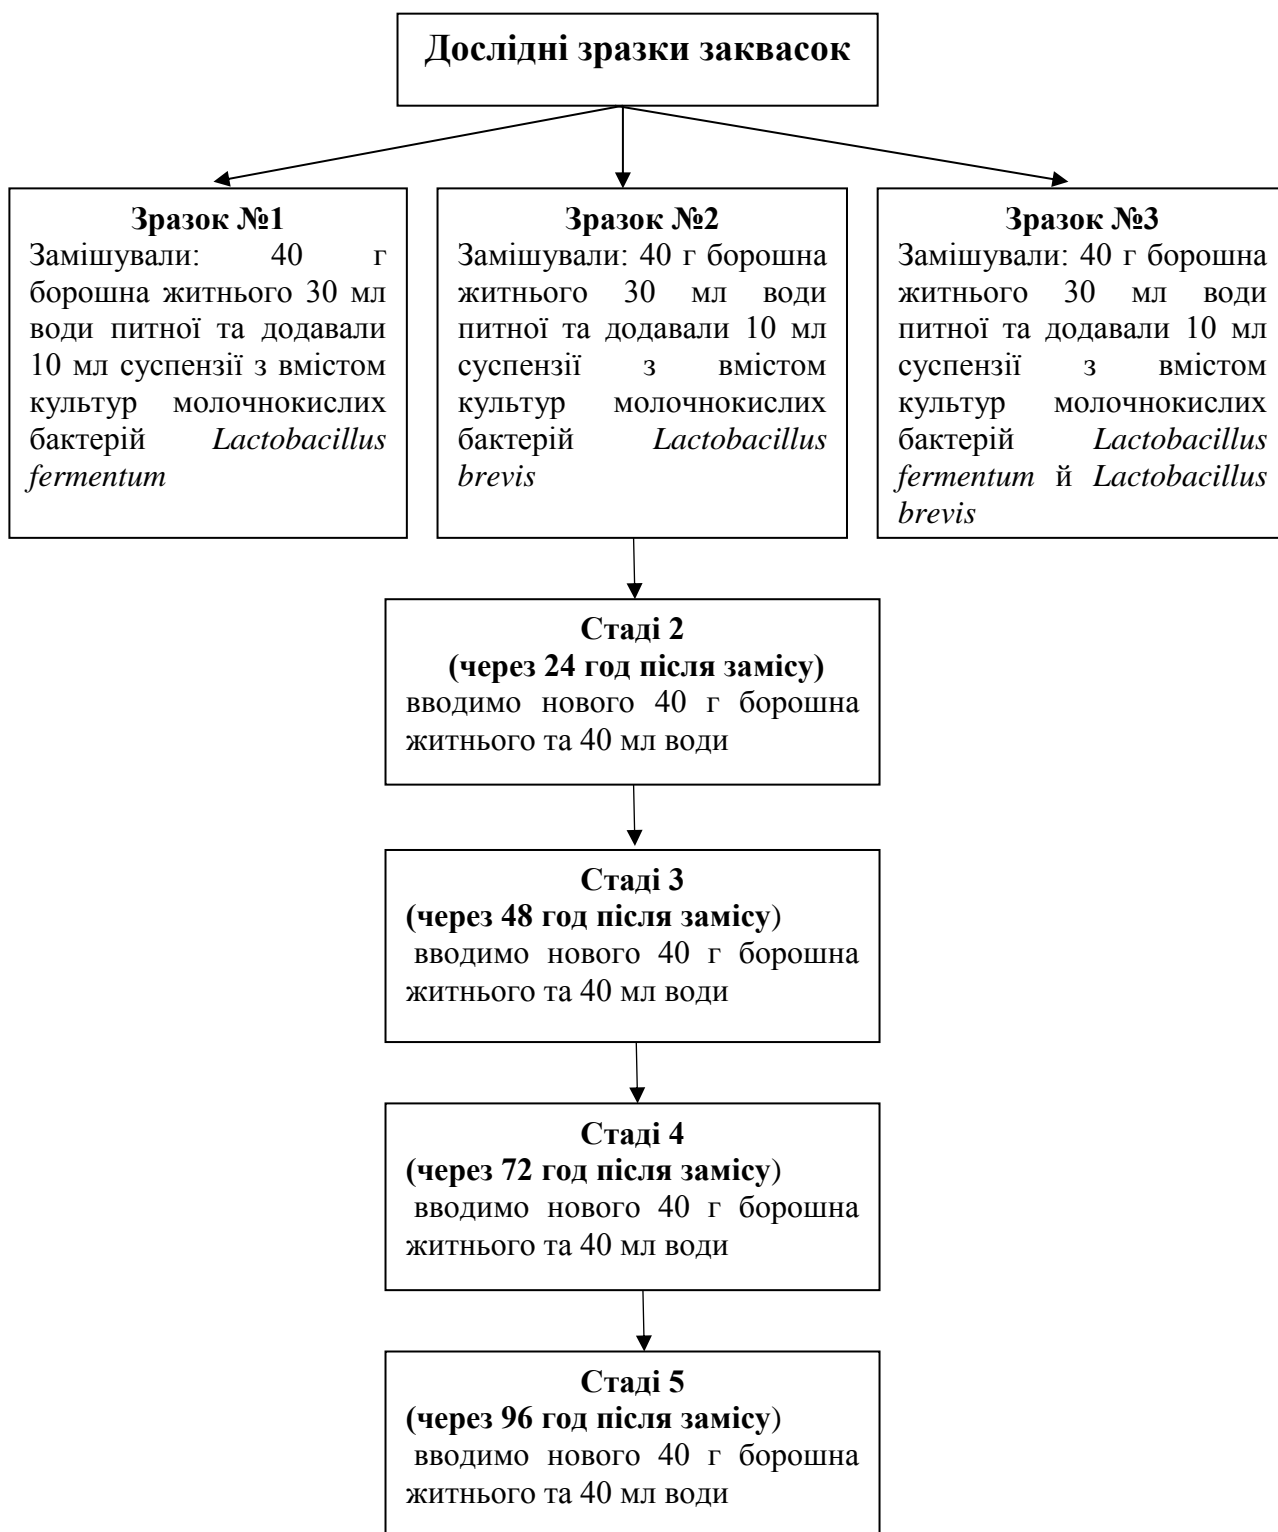 Дослідні зразки заквасок
Зразок №1
Замішували: 40 г
борошна житнього 30 мл
води питної та додавали
10 мл суспензії з вмістом
культур молочнокислих
бактерій Lactobacillus
fermentum
Зразок №2
Замішували: 40 г борошна
житнього 30 мл води
питної та додавали 10 мл
суспензії з вмістом
культур молочнокислих
бактерій Lactobacillus
brevis
Зразок №3
Замішували: 40 г борошна
житнього 30 мл води
питної та додавали 10 мл
суспензії з вмістом
культур молочнокислих
бактерій Lactobacillus
fermentum й Lactobacillus
brevis
Стаді 2
(через 24 год після замісу)
вводимо нового 40 г борошна
житнього та 40 мл води
Стаді 3
(через 48 год після замісу)
вводимо нового 40 г борошна
житнього та 40 мл води
Стаді 4
(через 72 год після замісу)
вводимо нового 40 г борошна
житнього та 40 мл води
Стаді 5
(через 96 год після замісу)
вводимо нового 40 г борошна
житнього та 40 мл води